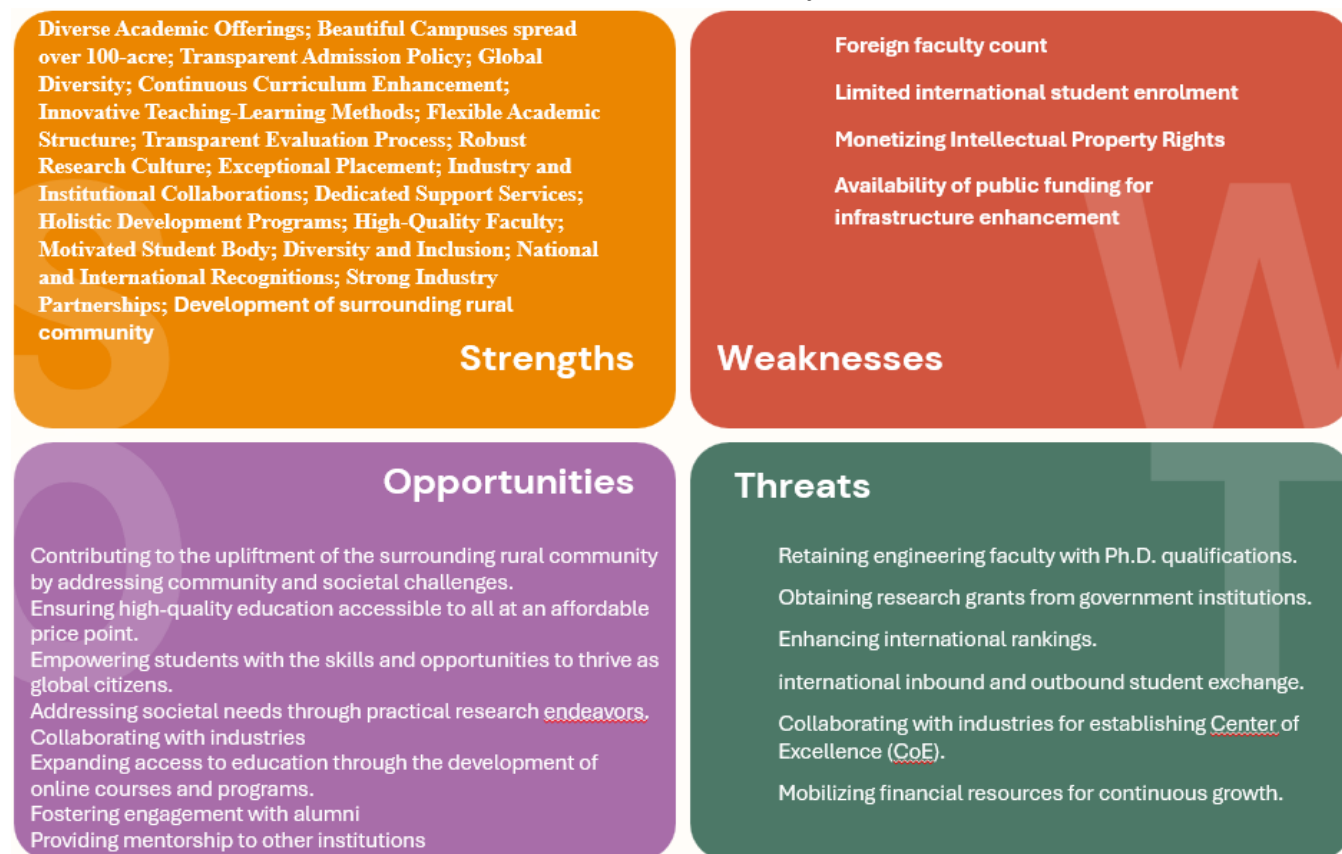 Diverse Academic Offerings; Beautiful Campuses spread
over 100-acre; Transparent Admission Policy; Global
Diversity; Continuous Curriculum Enhancement;
Innovative Teaching-Learning Methods; Flexible Academic
Structure; Transparent Evaluation Process; Robust
Research Culture; Exceptional Placement; Industry and
Institutional Collaborations; Dedicated Support Services;
Holistic Development Programs; High-Quality Faculty;
Motivated Student Body; Diversity and Inclusion; National
and International Recognitions; Strong Industry
Partnerships; Development of surrounding rural
community
S
Strengths
Foreign faculty count
Limited international student enrolment
Monetizing Intellectual Property Rights
Availability of public funding for
infrastructure enhancement
W
Weaknesses
O
Opportunities
Contributing to the upliftment of the surrounding rural community
by addressing community and societal challenges.
Ensuring high-quality education accessible to all at an affordable
price point.
Empowering students with the skills and opportunities to thrive as
global citizens.
Addressing societal needs through practical research endeavors.
Collaborating with industries
Expanding access to education through the development of
online courses and programs.
Fostering engagement with alumni
Providing mentorship to other institutions
T
Threats
Retaining engineering faculty with Ph.D. qualifications.
Obtaining research grants from government institutions.
Enhancing international rankings.
international inbound and outbound student exchange.
Collaborating with industries for establishing Center of
Excellence (CoE).
Mobilizing financial resources for continuous growth.